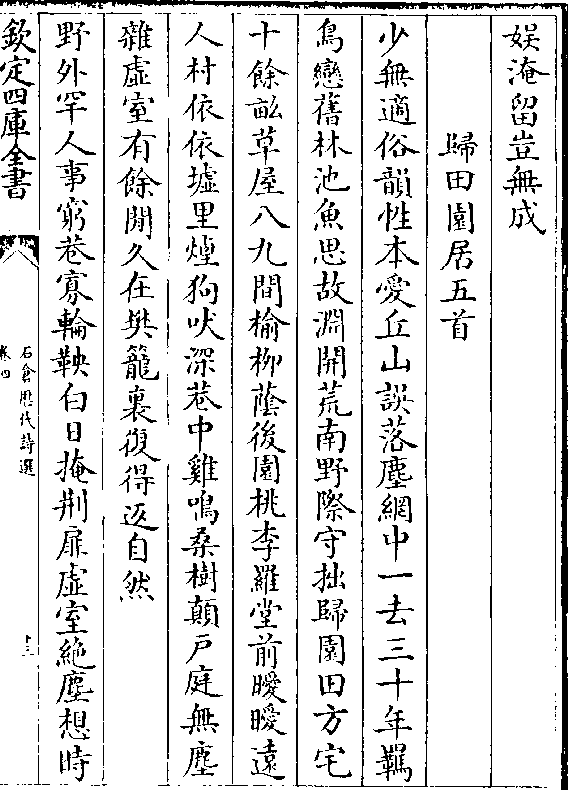 娯淹留豈無成
歸田園居五首
少無適俗韻性本愛丘山誤落塵網中一去三十年羈
鳥戀舊林池魚思故淵開荒南野際守拙歸園田方宅
十餘畝草屋八九間榆柳蔭後園桃李羅堂前曖曖遠
人村依依墟里煙狗吠深巷中雞鳴桑樹顛戸庭無塵
雜虛室有餘閒久在樊籠裏復得返自然
野外罕人事窮巷寡輪鞅白日掩荆扉虛室絶塵想時
欽定四庫全書
石倉歷代詩選
卷四
十三